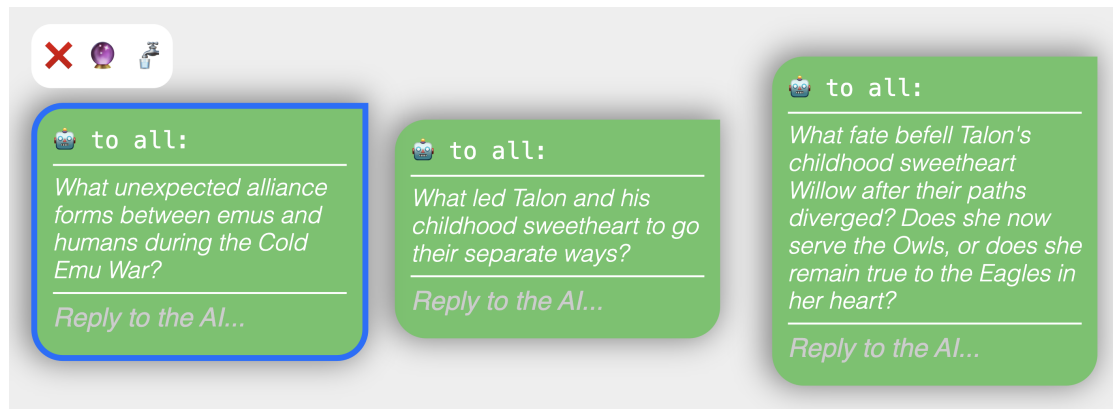 to all:
What unexpected alliance
forms between emus and
humans during the Cold
Emu War?
Reply to the AI...
to all:
What led Talon and his
childhood sweetheart to go
their separate ways?
Reply to the AI...
to all:
What fate befell Talon's
childhood sweetheart
Willow after their paths
diverged? Does she now
serve the Owls, or does she
remain true to the Eagles in
her heart?
Reply to the AI...